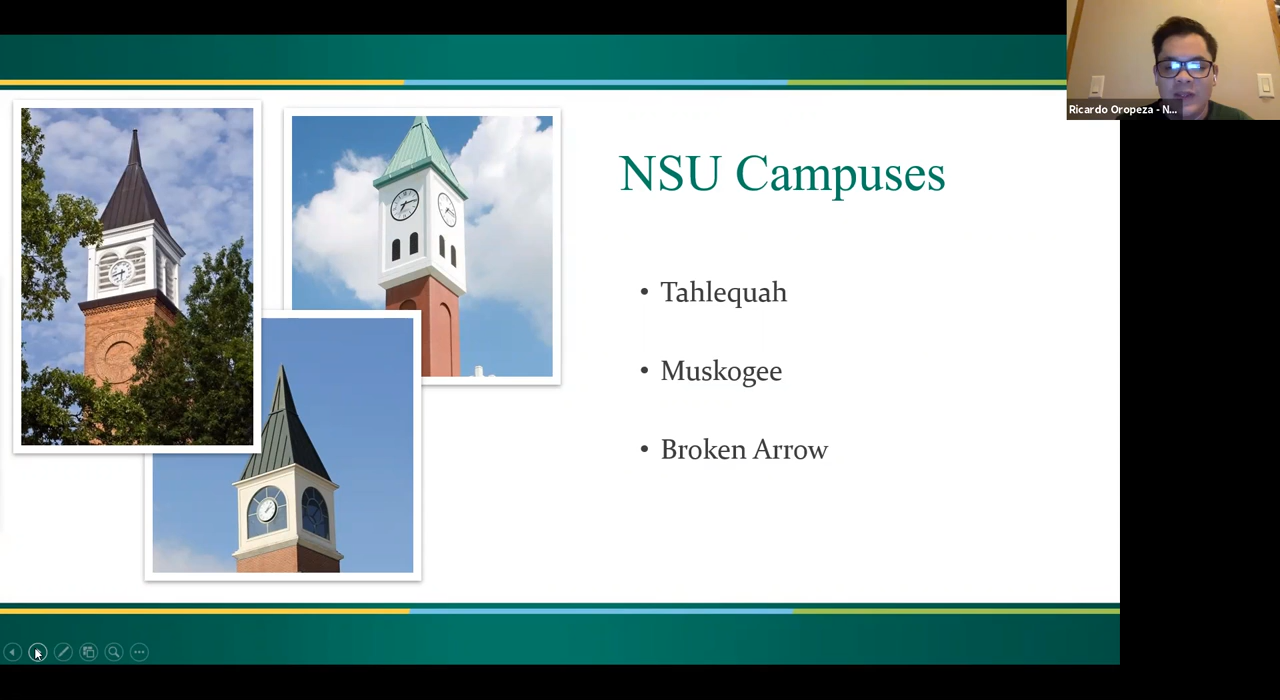 NSU Campuses
• Tahlequah
• Muskogee
• Broken Arrow
Ricardo Oropeza - N...